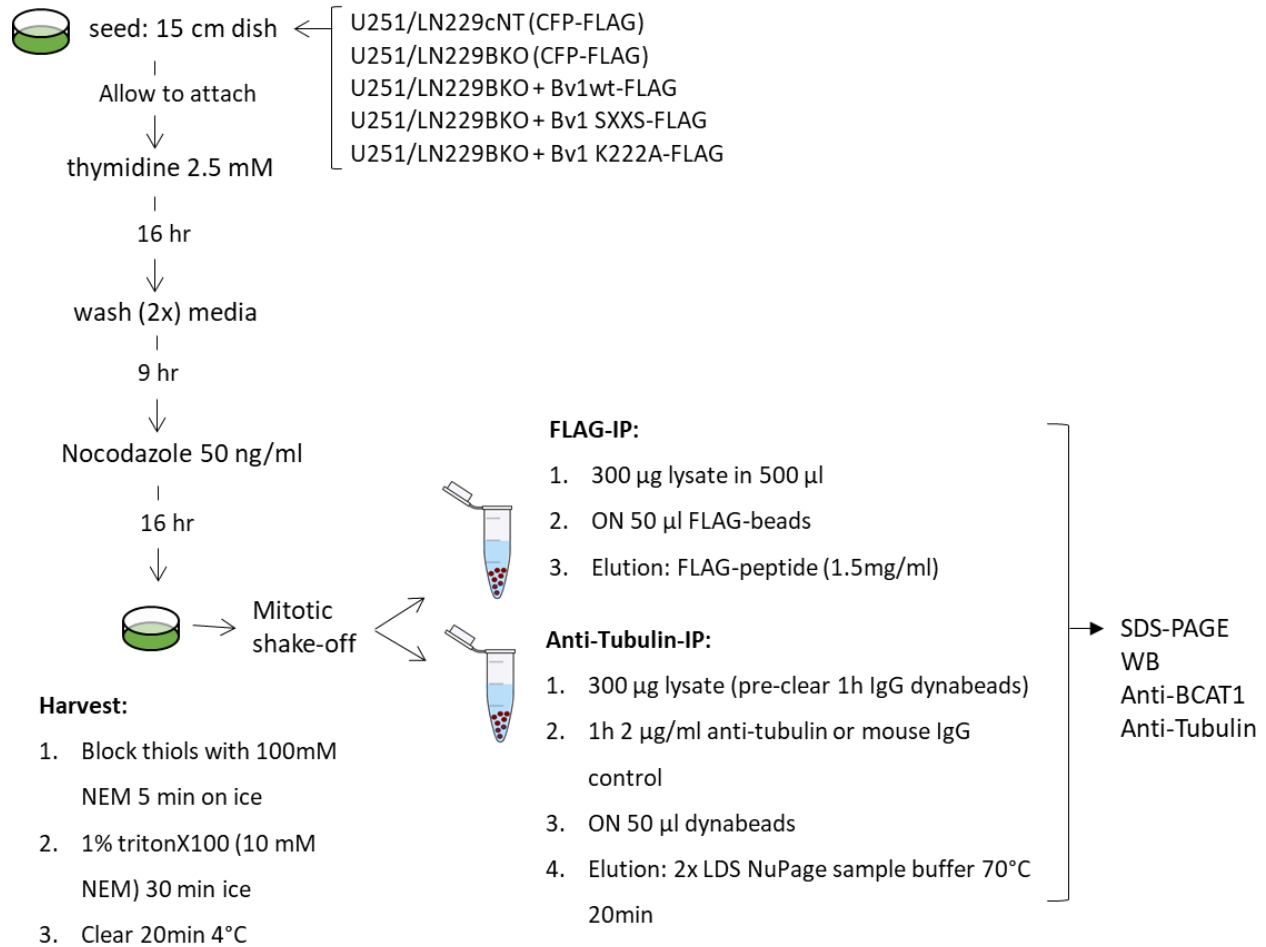 seed: 15 cm dish
U251/LN229cNT (CFP-FLAG)
U251/LN229BKO (CFP-FLAG)
U251/LN229BKO + Bv1wt-FLAG
U251/LN229BKO + Bv1 SXXS-FLAG
U251/LN229BKO + Bv1 K222A-FLAG
Allow to attach
thymidine 2.5 mM
16 hr
wash (2x) media
9 hr
Nocodazole 50 ng/ml
16 hr
Mitotic
shake-off
Harvest:
1. Block thiols with 100mM
NEM 5 min on ice
2. 1% tritonX100 (10 mM
NEM) 30 min ice
3. Clear 20min 4°C
FLAG-IP:
1. 300 µg lysate in 500 µl
2. ON 50 µl FLAG-beads
3. Elution: FLAG-peptide (1.5mg/ml)
Anti-Tubulin-IP:
1. 300 µg lysate (pre-clear 1h IgG dynabeads)
2. 1h 2 µg/ml anti-tubulin or mouse IgG
control
3. ON 50 µl dynabeads
4. Elution: 2x LDS NuPage sample buffer 70°C
20min
SDS-PAGE
WB
Anti-BCAT1
Anti-Tubulin